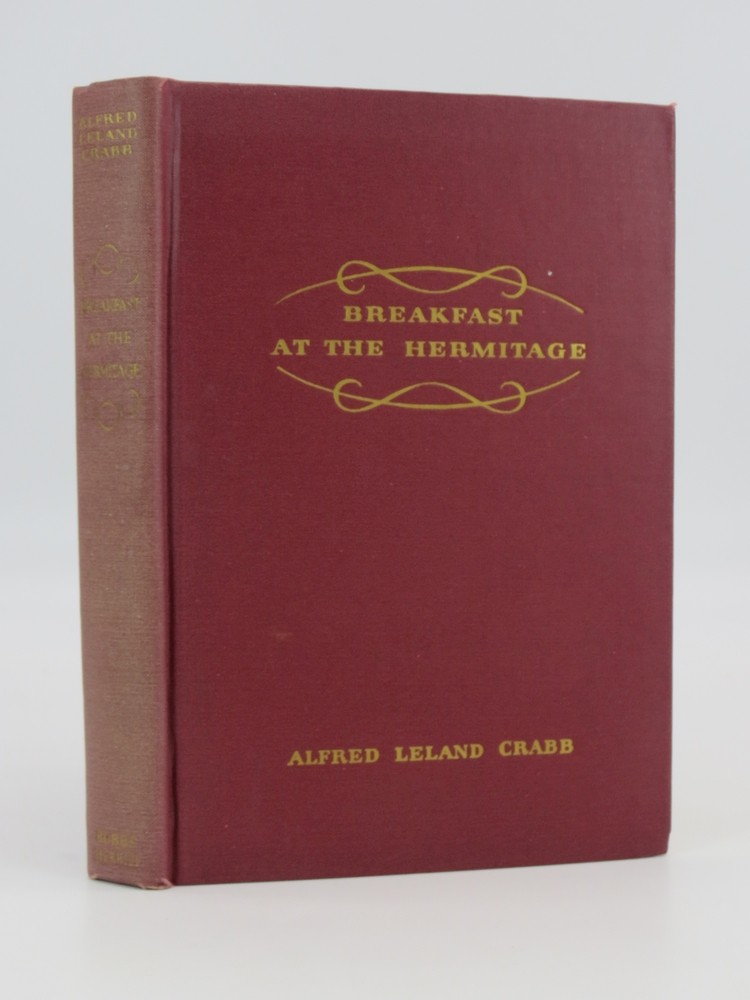 ALFRED
LELAND
CRABB
BREAKFAST
AT THE
HERMITAGE
BREAKFAST
AT THE HERMITAGE
ALFRED LELAND CRABB